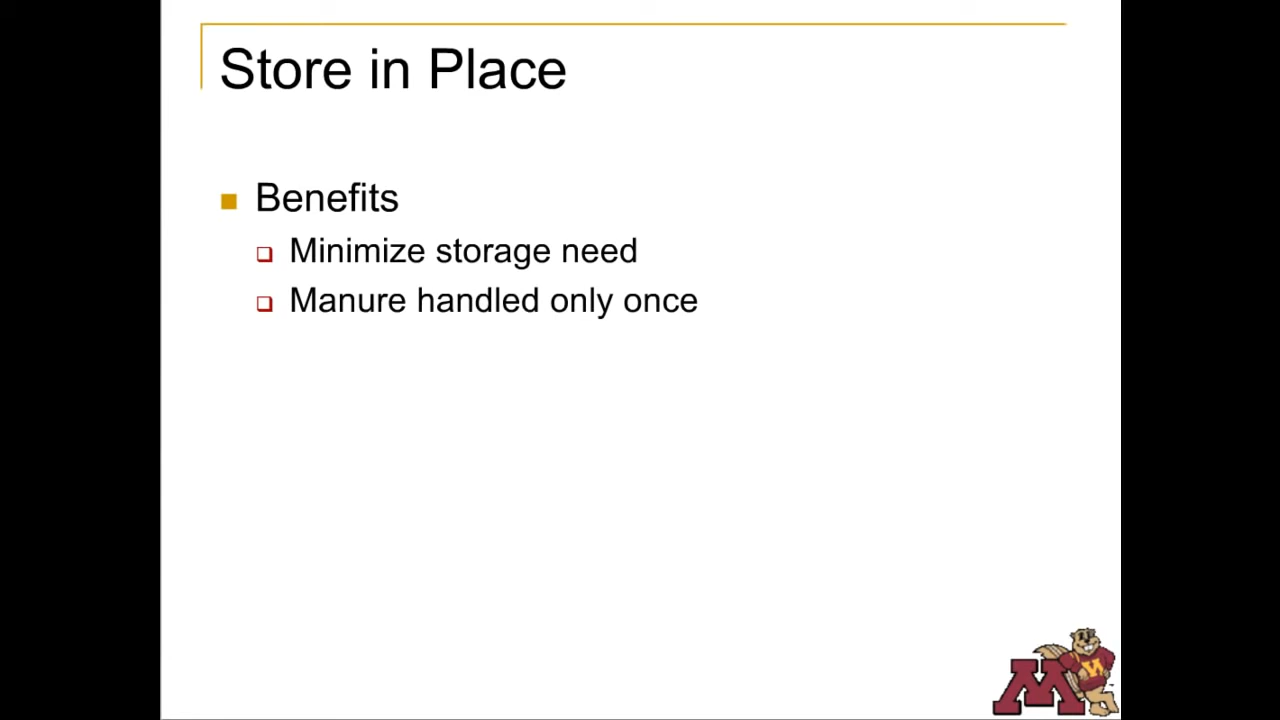 Store in Place
Benefits
Minimize storage need
Manure handled only once
M